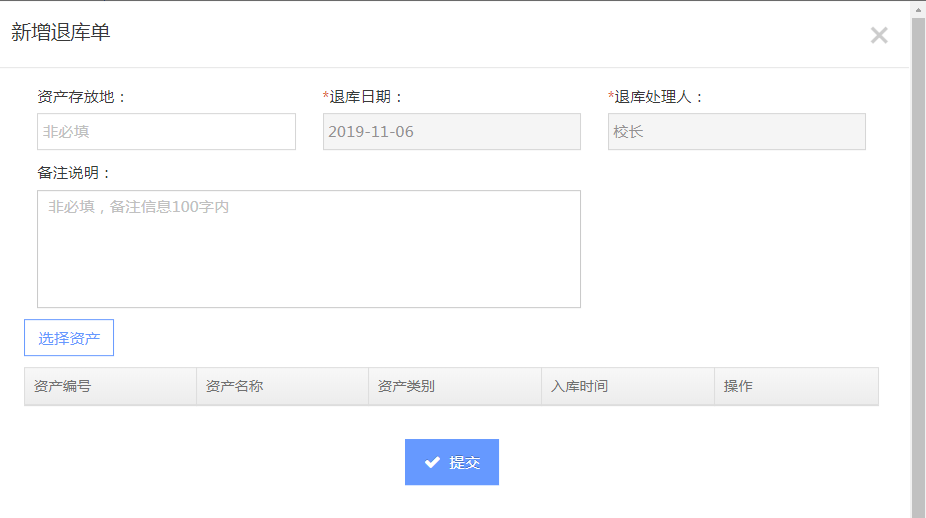 新增退库单
资产存放地：
*退库日期：
*退库处理人：
非必填
2019-11-06
校长
备注说明：
非必填，备注信息100字内
选择资产
资产编号
资产名称
资产类别
入库时间
操作
提交